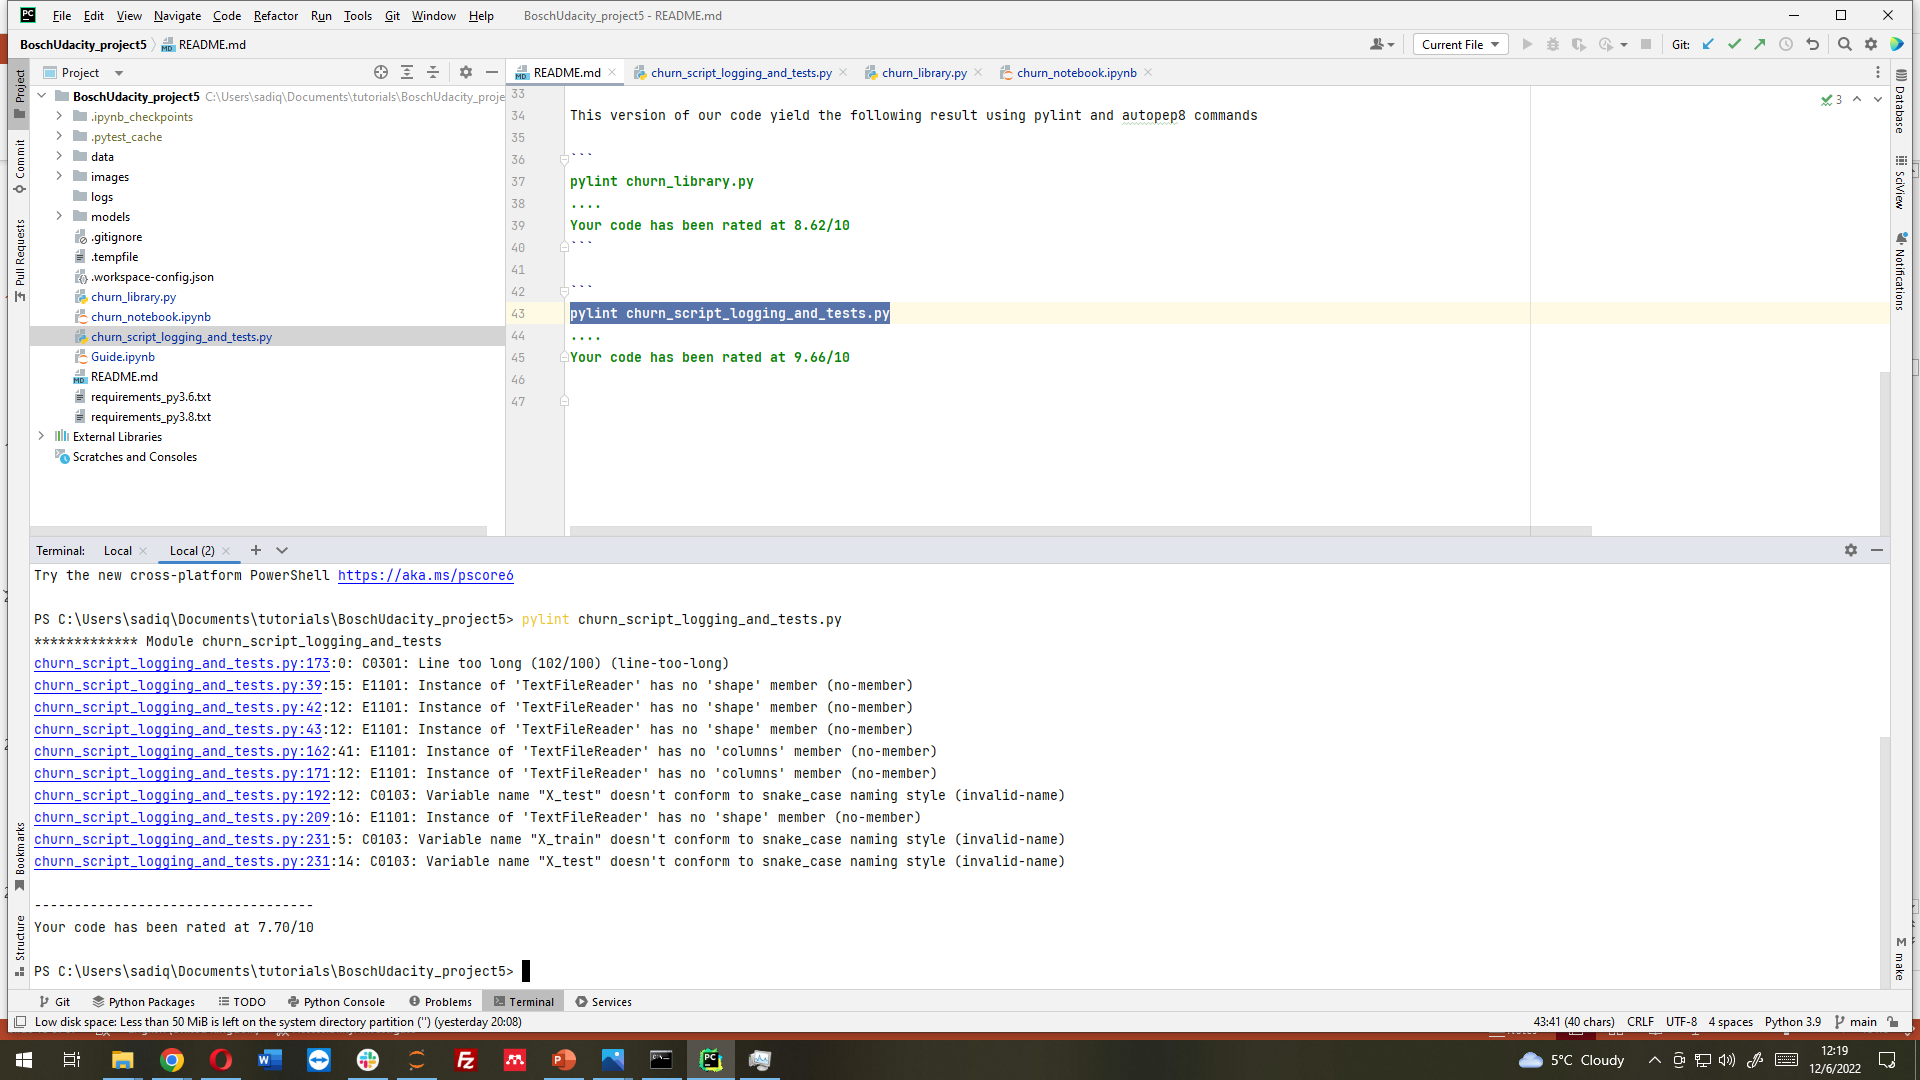 File Edit View Navigate Code Refactor Run Tools Git Window Help BoschUdacity_project5 - README.md
BoschUdacity_project5 README.md
Current File
Git:
Project
README.md churn_script_logging_and_tests.py churn_library.py churn_notebook.ipynb
BoschUdacity_project5 C:\Users\sadiq\Documents\tutorials\BoschUdacity_proje
.ipynb_checkpoints
.pytest_cache
data
images
logs
models
.gitignore
.tempfile
.workspace-config.json
churn_library.py
churn_notebook.ipynb
churn_script_logging_and_tests.py
Guide.ipynb
README.md
requirements_py3.6.txt
requirements_py3.8.txt
External Libraries
Scratches and Consoles
Project
Commit
Pull Requests
Bookmarks
Structure
33
34 This version of our code yield the following result using pylint and autopep8 commands
35
36 ```
37 pylint churn_library.py
38 ....
39 Your code has been rated at 8.62/10
40 ```
41
42 ```
43 pylint churn_script_logging_and_tests.py
44 ....
45 Your code has been rated at 9.66/10
46
47
3
Database
SciView
Notifications
make
Terminal: Local Local (2)
Try the new cross-platform PowerShell https://aka.ms/pscore6
PS C:\Users\sadiq\Documents\tutorials\BoschUdacity_project5> pylint churn_script_logging_and_tests.py
************* Module churn_script_logging_and_tests
churn_script_logging_and_tests.py:173:0: C0301: Line too long (102/100) (line-too-long)
churn_script_logging_and_tests.py:39:15: E1101: Instance of 'TextFileReader' has no 'shape' member (no-member)
churn_script_logging_and_tests.py:42:12: E1101: Instance of 'TextFileReader' has no 'shape' member (no-member)
churn_script_logging_and_tests.py:43:12: E1101: Instance of 'TextFileReader' has no 'shape' member (no-member)
churn_script_logging_and_tests.py:162:41: E1101: Instance of 'TextFileReader' has no 'columns' member (no-member)
churn_script_logging_and_tests.py:171:12: E1101: Instance of 'TextFileReader' has no 'columns' member (no-member)
churn_script_logging_and_tests.py:192:12: C0103: Variable name "X_test" doesn't conform to snake_case naming style (invalid-name)
churn_script_logging_and_tests.py:209:16: E1101: Instance of 'TextFileReader' has no 'shape' member (no-member)
churn_script_logging_and_tests.py:231:5: C0103: Variable name "X_train" doesn't conform to snake_case naming style (invalid-name)
churn_script_logging_and_tests.py:231:14: C0103: Variable name "X_test" doesn't conform to snake_case naming style (invalid-name)
-----------------------------------
Your code has been rated at 7.70/10
PS C:\Users\sadiq\Documents\tutorials\BoschUdacity_project5>
Git Python Packages TODO Python Console Problems Terminal Services
Low disk space: Less than 50 MiB is left on the system directory partition ('') (yesterday 20:08)
43:41 (40 chars) CRLF UTF-8 4 spaces Python 3.9 main
5°C Cloudy
12:19
12/6/2022